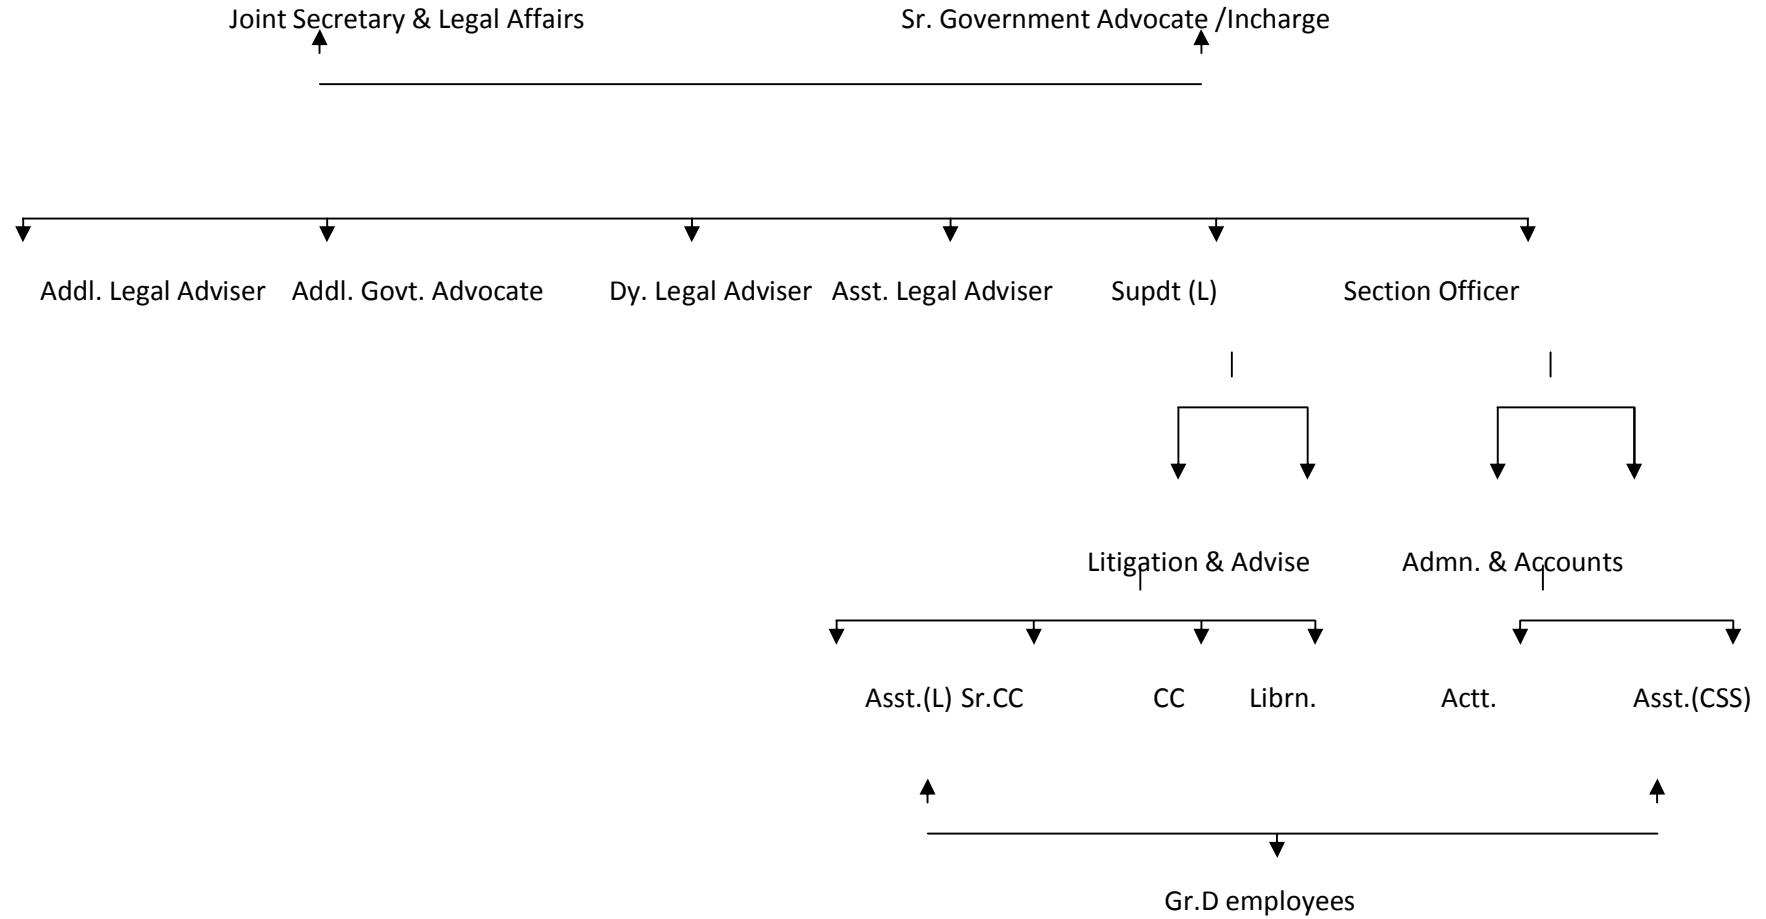 Joint Secretary & Legal Affairs Sr. Government Advocate /Incharge
Addl. Legal Adviser Addl. Govt. Advocate Dy. Legal Adviser Asst. Legal Adviser Supdt (L) Section Officer
Litigation & Advise Admn. & Accounts
Asst.(L) Sr.CC CC Librn. Actt. Asst.(CSS)
Gr.D employees